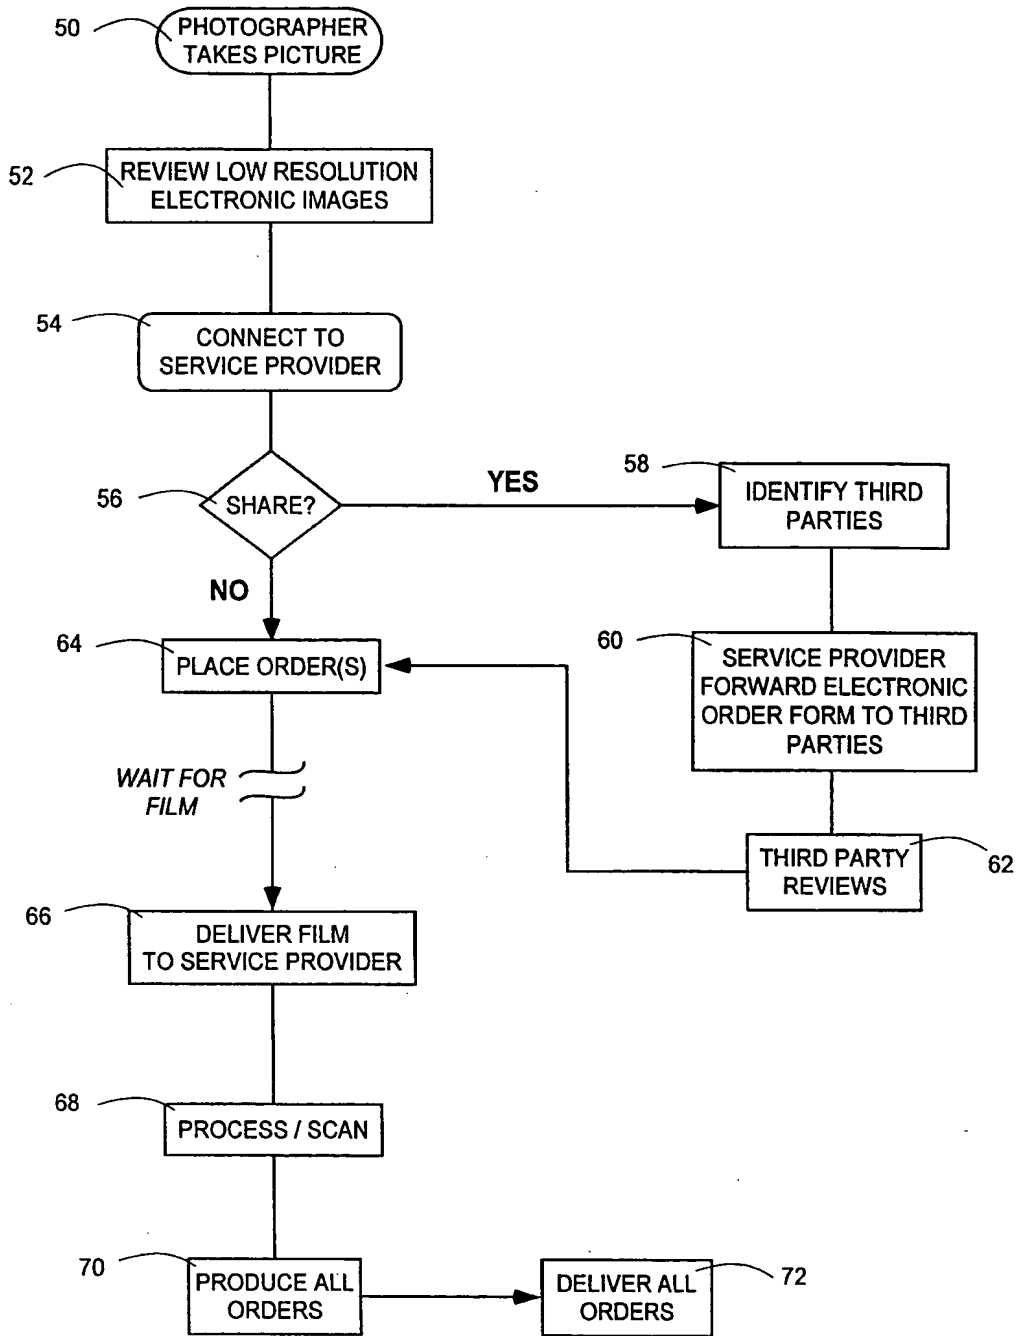 50
PHOTOGRAPHER
TAKES PICTURE
52
REVIEW LOW RESOLUTION
ELECTRONIC IMAGES
54
CONNECT TO
SERVICE PROVIDER
56
SHARE?
YES
NO
58
IDENTIFY THIRD
PARTIES
60
SERVICE PROVIDER
FORWARD ELECTRONIC
ORDER FORM TO THIRD
PARTIES
62
THIRD PARTY
REVIEWS
64
PLACE ORDER(S)
WAIT FOR
FILM
66
DELIVER FILM
TO SERVICE PROVIDER
68
PROCESS / SCAN
70
PRODUCE ALL
ORDERS
72
DELIVER ALL
ORDERS